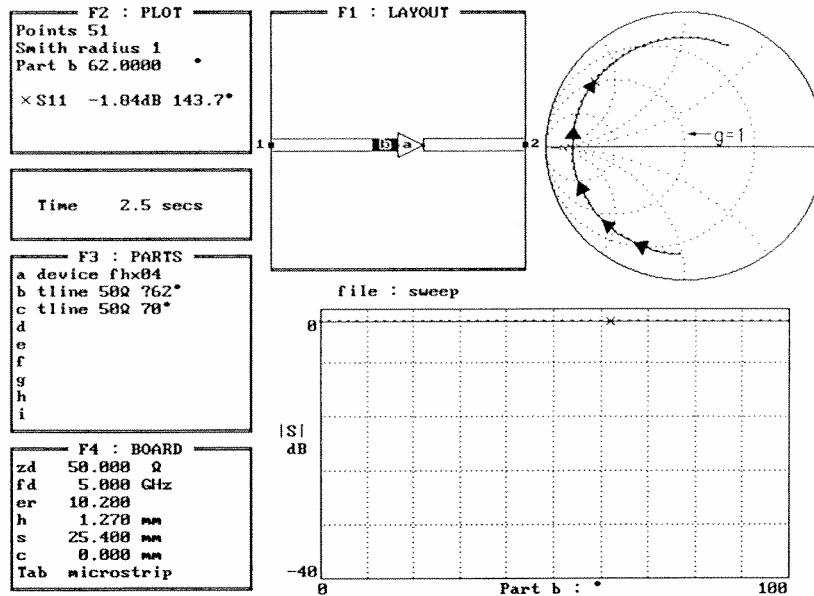 F2 : PLOT
Points 51
Smith radius 1
Part b 62.0000 °
× S11 -1.84dB 143.7°
Time 2.5 secs
F3 : PARTS
a device fhx04
b tline 50Ω ?62°
c tline 50Ω 70°
d
e
f
g
h
i
F4 : BOARD
zd 50.000 Ω
fd 5.000 GHz
er 10.200
h 1.270 mm
s 25.400 mm
c 0.000 mm
Tab microstrip
F1 : LAYOUT
1
b a
2
g=1
file : sweep
0
|S|
dB
-40
0
Part b : °
100